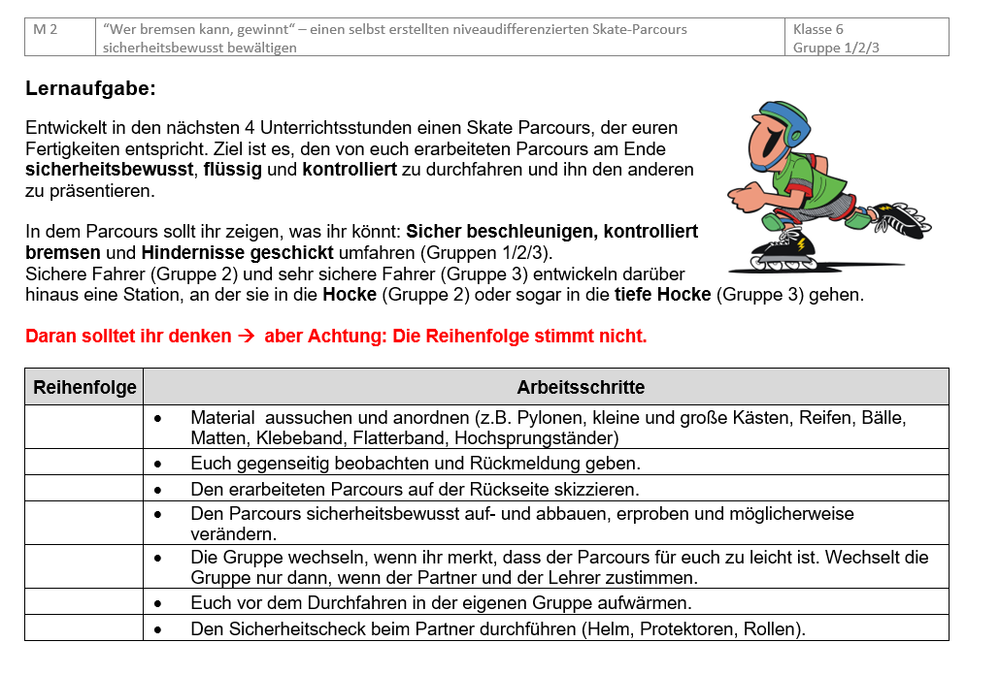 M 2
“Wer bremsen kann, gewinnt“ – einen selbst erstellten niveaudifferenzierten Skate-Parcours
sicherheitsbewusst bewältigen
Klasse 6
Gruppe 1/2/3
Lernaufgabe:
Entwickelt in den nächsten 4 Unterrichtsstunden einen Skate Parcours, der euren
Fertigkeiten entspricht. Ziel ist es, den von euch erarbeiteten Parcours am Ende
sicherheitsbewusst, flüssig und kontrolliert zu durchfahren und ihn den anderen
zu präsentieren.
In dem Parcours sollt ihr zeigen, was ihr könnt: Sicher beschleunigen, kontrolliert
bremsen und Hindernisse geschickt umfahren (Gruppen 1/2/3).
Sichere Fahrer (Gruppe 2) und sehr sichere Fahrer (Gruppe 3) entwickeln darüber
hinaus eine Station, an der sie in die Hocke (Gruppe 2) oder sogar in die tiefe Hocke (Gruppe 3) gehen.
Daran solltet ihr denken → aber Achtung: Die Reihenfolge stimmt nicht.
Reihenfolge Arbeitsschritte
• Material aussuchen und anordnen (z.B. Pylonen, kleine und große Kästen, Reifen, Bälle,
Matten, Klebeband, Flatterband, Hochsprungständer)
• Euch gegenseitig beobachten und Rückmeldung geben.
• Den erarbeiteten Parcours auf der Rückseite skizzieren.
• Den Parcours sicherheitsbewusst auf- und abbauen, erproben und möglicherweise
verändern.
• Die Gruppe wechseln, wenn ihr merkt, dass der Parcours für euch zu leicht ist. Wechselt die
Gruppe nur dann, wenn der Partner und der Lehrer zustimmen.
• Euch vor dem Durchfahren in der eigenen Gruppe aufwärmen.
• Den Sicherheitscheck beim Partner durchführen (Helm, Protektoren, Rollen).